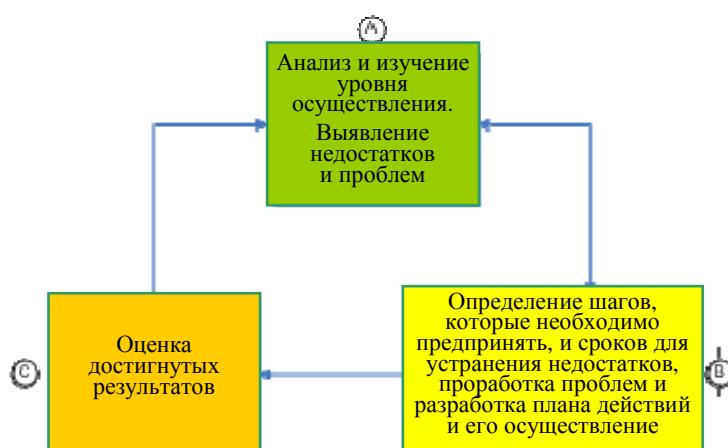 A
Анализ и изучение
уровня
осуществления.
Выявление
недостатков
и проблем
Определение шагов,
которые необходимо
предпринять, и сроков для
устранения недостатков,
проработка проблем и
разработка плана действий
и его осуществление
B
Оценка
достигнутых
результатов
C